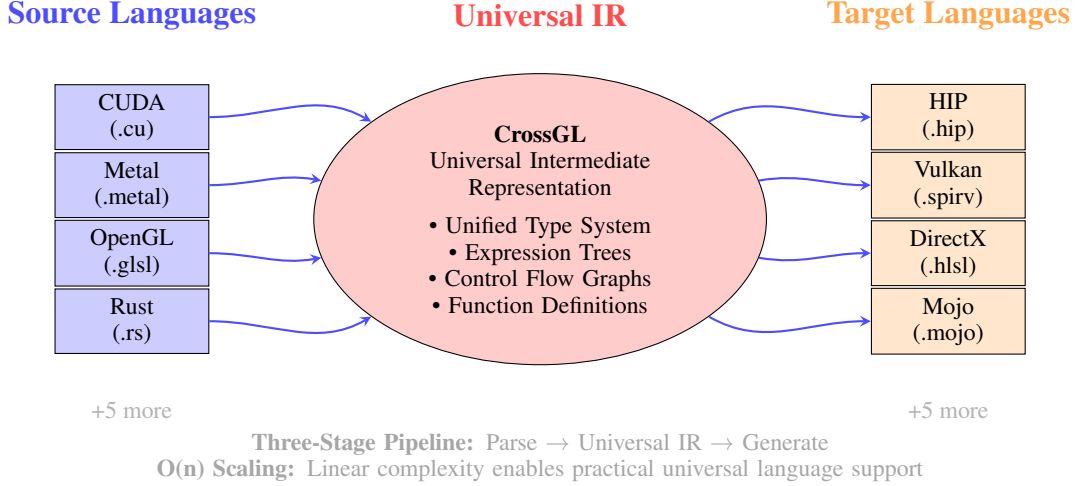 Source Languages
Universal IR
Target Languages
CUDA
(.cu)
Metal
(.metal)
OpenGL
(.glsl)
Rust
(.rs)
+5 more
CrossGL
Universal Intermediate
Representation
• Unified Type System
• Expression Trees
• Control Flow Graphs
• Function Definitions
HIP
(.hip)
Vulkan
(.spirv)
DirectX
(.hlsl)
Mojo
(.mojo)
+5 more
Three-Stage Pipeline: Parse → Universal IR → Generate
O(n) Scaling: Linear complexity enables practical universal language support